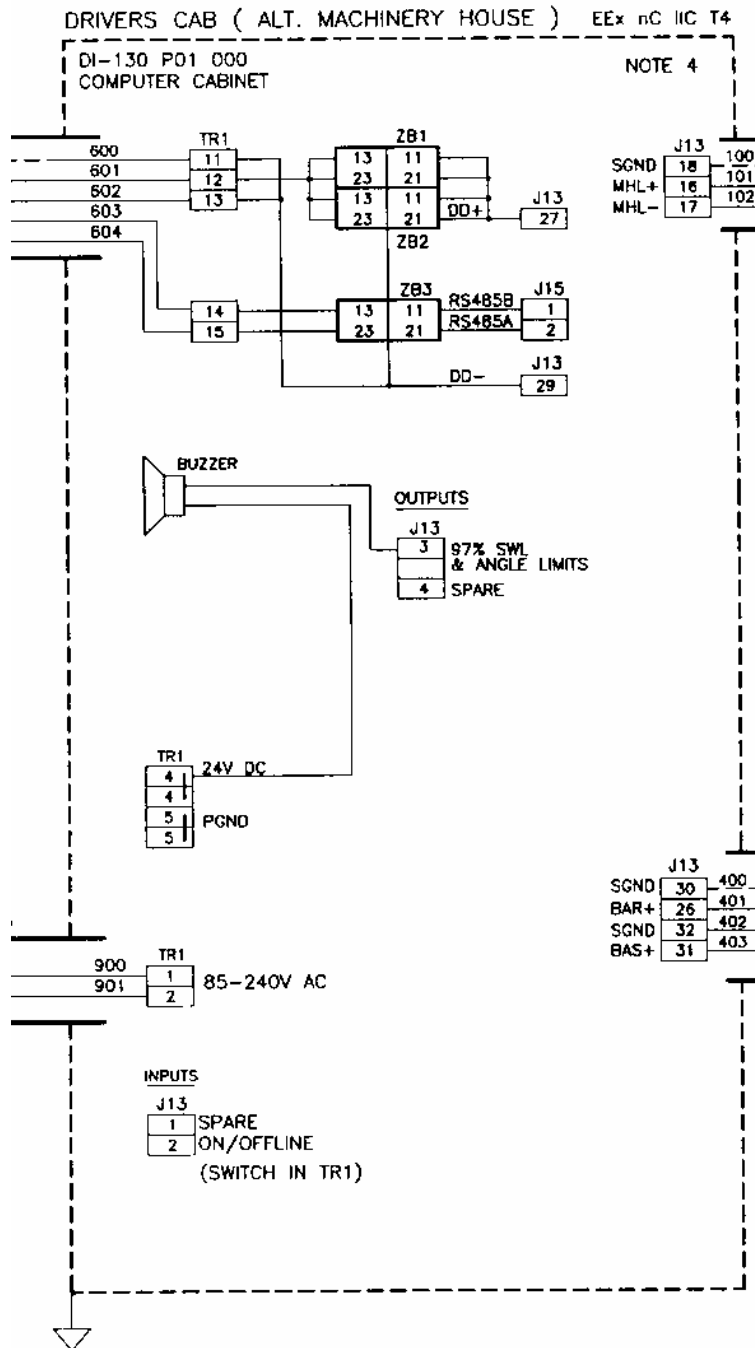 DRIVERS CAB ( ALT. MACHINERY HOUSE ) EEx nC IIC T4
DI-130 P01 000
COMPUTER CABINET
NOTE 4
600
601
602
603
604
TR1
11
12
13
14
15
ZB1
13 11
23 21
13 11
23 21
ZB2
DD+
J13
27
ZB3
13 11
23 21
RS485B
RS485A
J15
1
2
DD-
J13
29
J13
SGND 18 100
MHL+ 16 101
MHL- 17 102
BUZZER
OUTPUTS
J13
3 97% SWL
& ANGLE LIMITS
4 SPARE
TR1
4 24V DC
4
5 PGND
5
J13
SGND 30 400
BAR+ 26 401
SGND 32 402
BAS+ 31 403
900
901
TR1
1
2
85-240V AC
INPUTS
J13
1 SPARE
2 ON/OFFLINE
(SWITCH IN TR1)